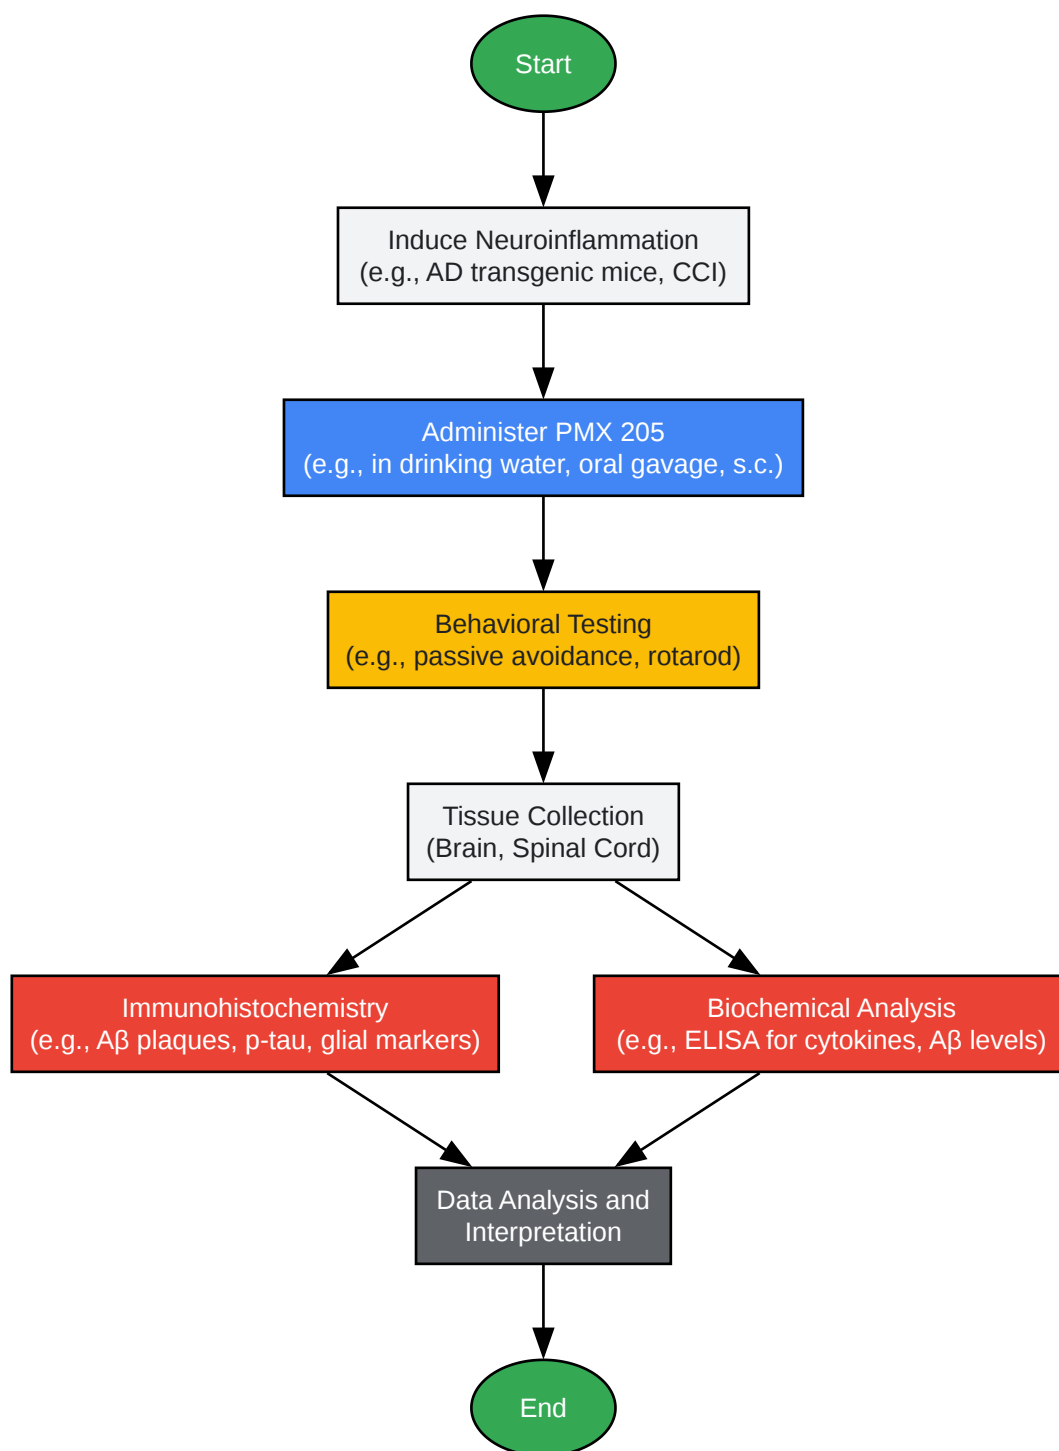 Start
Induce Neuroinflammation
(e.g., AD transgenic mice, CCI)
Administer PMX 205
(e.g., in drinking water, oral gavage, s.c.)
Behavioral Testing
(e.g., passive avoidance, rotarod)
Tissue Collection
(Brain, Spinal Cord)
Immunohistochemistry
(e.g., Aβ plaques, p-tau, glial markers)
Biochemical Analysis
(e.g., ELISA for cytokines, Aβ levels)
Data Analysis and
Interpretation
End